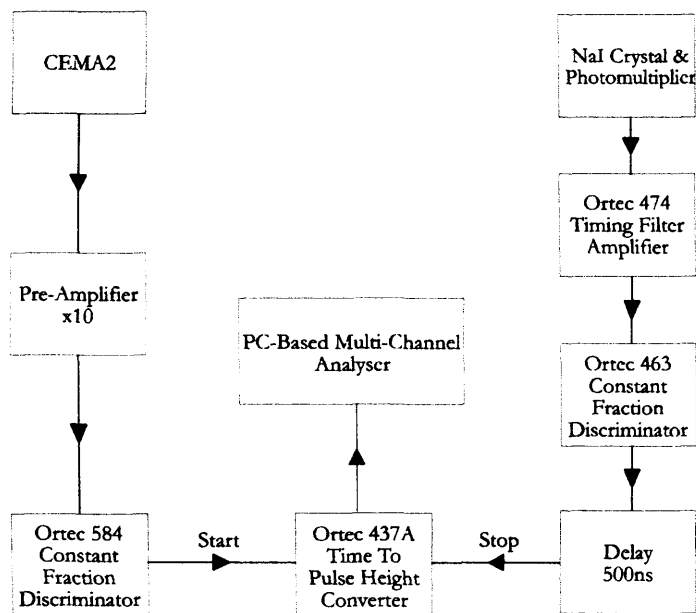 CEMA2
NaI Crystal &
Photomultiplier
Ortec 474
Timing Filter
Amplifier
Pre-Amplifier
x10
PC-Based Multi-Channel
Analyser
Ortec 463
Constant
Fraction
Discriminator
Ortec 584
Constant
Fraction
Discriminator
Start
Ortec 437A
Time To
Pulse Height
Converter
Stop
Delay
500ns